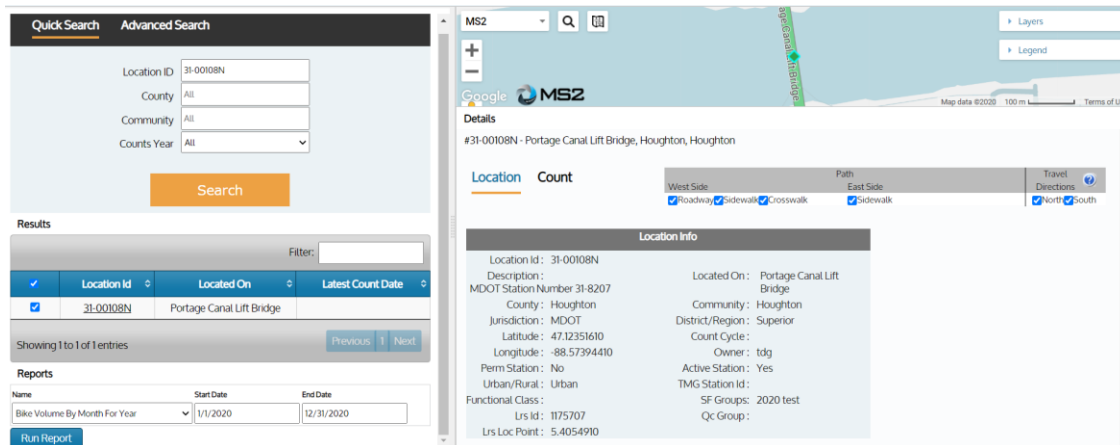 Quick Search Advanced Search
Location ID 31-00108N
County All
Community All
Counts Year All
Search
Results
Filter:
Location Id Located On Latest Count Date
31-00108N Portage Canal Lift Bridge
Showing 1 to 1 of 1 entries Previous 1 Next
Reports
Name Start Date End Date
Bike Volume By Month For Year 1/1/2020 12/31/2020
Run Report
MS2
age Canal Lift Bridge
Layers
Legend
+
−
Google MS2
Map data ©2020 100 m Terms of U
Details
#31-00108N - Portage Canal Lift Bridge, Houghton, Houghton
Location Count
Path Travel
West Side East Side Directions ?
Roadway Sidewalk Crosswalk Sidewalk North South
Location Info
Location Id : 31-00108N
Description : Located On : Portage Canal Lift
MDOT Station Number 31-8207 Bridge
County : Houghton Community : Houghton
Jurisdiction : MDOT District/Region : Superior
Latitude : 47.12351610 Count Cycle :
Longitude : -88.57394410 Owner : tdg
Perm Station : No Active Station : Yes
Urban/Rural : Urban TMG Station Id :
Functional Class : SF Groups: 2020 test
Lrs Id : 1175707 Qc Group :
Lrs Loc Point : 5.4054910